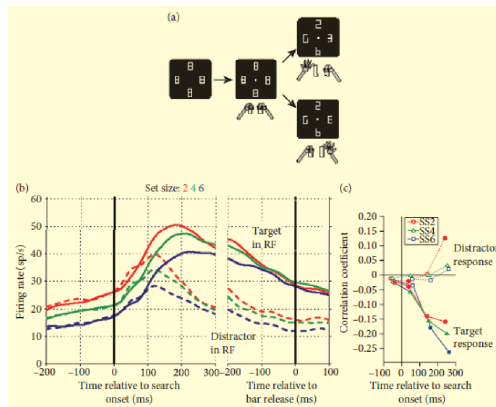 (a)
(b)
Set size: 2 4 6
60
50
40
30
20
10
0
Firing rate (sp/s)
Target
in RF
Distractor
in RF
-200 -100 0 100 200 300
-200 -100 0 100
Time relative to search
onset (ms)
Time relative to
bar release (ms)
(c)
0.20
0.15
0.10
0.05
0
-0.05
-0.10
-0.15
-0.20
-0.25
Correlation coefficient
SS2
SS4
SS6
Distractor
response
Target
response
-100 0 100 200 300
Time relative to search
onset (ms)